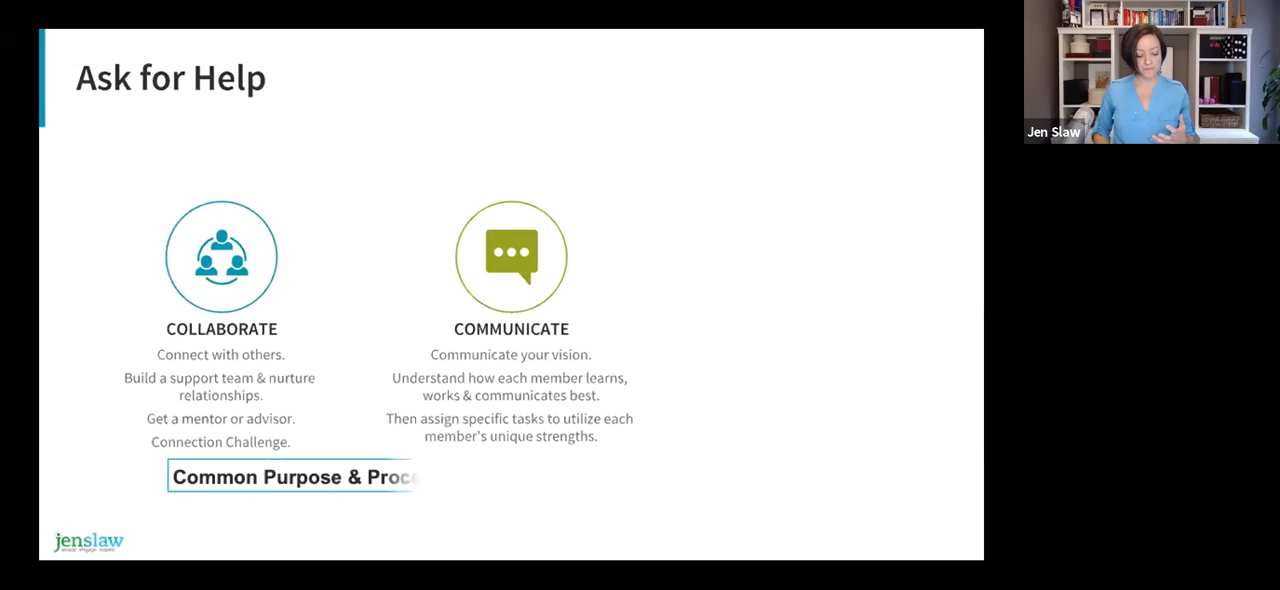 Ask for Help
Jen Slaw
COLLABORATE
Connect with others.
Build a support team & nurture
relationships.
Get a mentor or advisor.
Connection Challenge.
COMMUNICATE
Communicate your vision.
Understand how each member learns,
works & communicates best.
Then assign specific tasks to utilize each
member's unique strengths.
Common Purpose & Proce
jenslaw